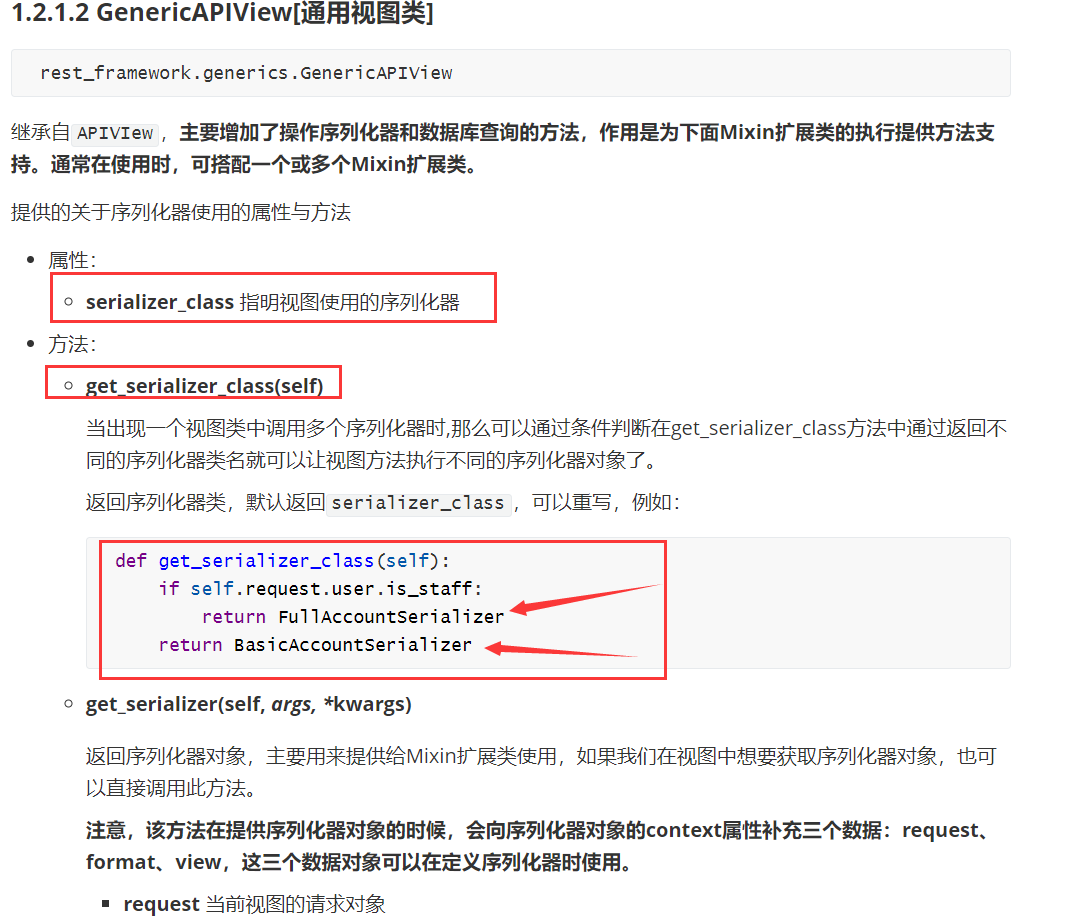 1.2.1.2 GenericAPIView[通用视图类]
rest_framework.generics.GenericAPIView
继承自APIVIew，主要增加了操作序列化器和数据库查询的方法，作用是为下面Mixin扩展类的执行提供方法支
持。通常在使用时，可搭配一个或多个Mixin扩展类。
提供的关于序列化器使用的属性与方法
属性：
serializer_class 指明视图使用的序列化器
方法：
get_serializer_class(self)
当出现一个视图类中调用多个序列化器时,那么可以通过条件判断在get_serializer_class方法中通过返回不
同的序列化器类名就可以让视图方法执行不同的序列化器对象了。
返回序列化器类，默认返回serializer_class，可以重写，例如：
def get_serializer_class(self):
    if self.request.user.is_staff:
        return FullAccountSerializer
    return BasicAccountSerializer
get_serializer(self, args, *kwargs)
返回序列化器对象，主要用来提供给Mixin扩展类使用，如果我们在视图中想要获取序列化器对象，也可
以直接调用此方法。
注意，该方法在提供序列化器对象的时候，会向序列化器对象的context属性补充三个数据：request、
format、view，这三个数据对象可以在定义序列化器时使用。
request 当前视图的请求对象